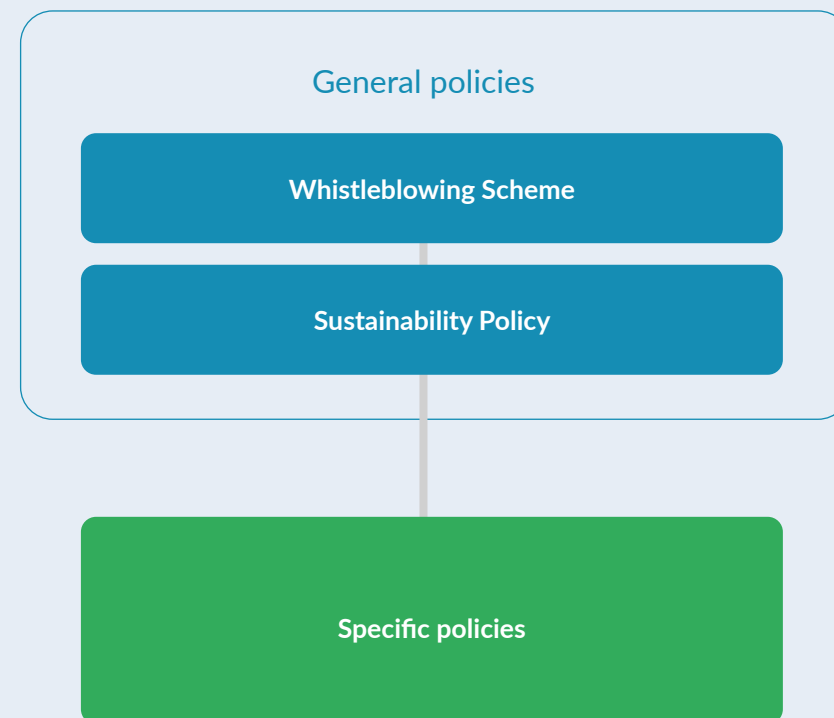 General policies
Whistleblowing Scheme
Sustainability Policy
Specific policies